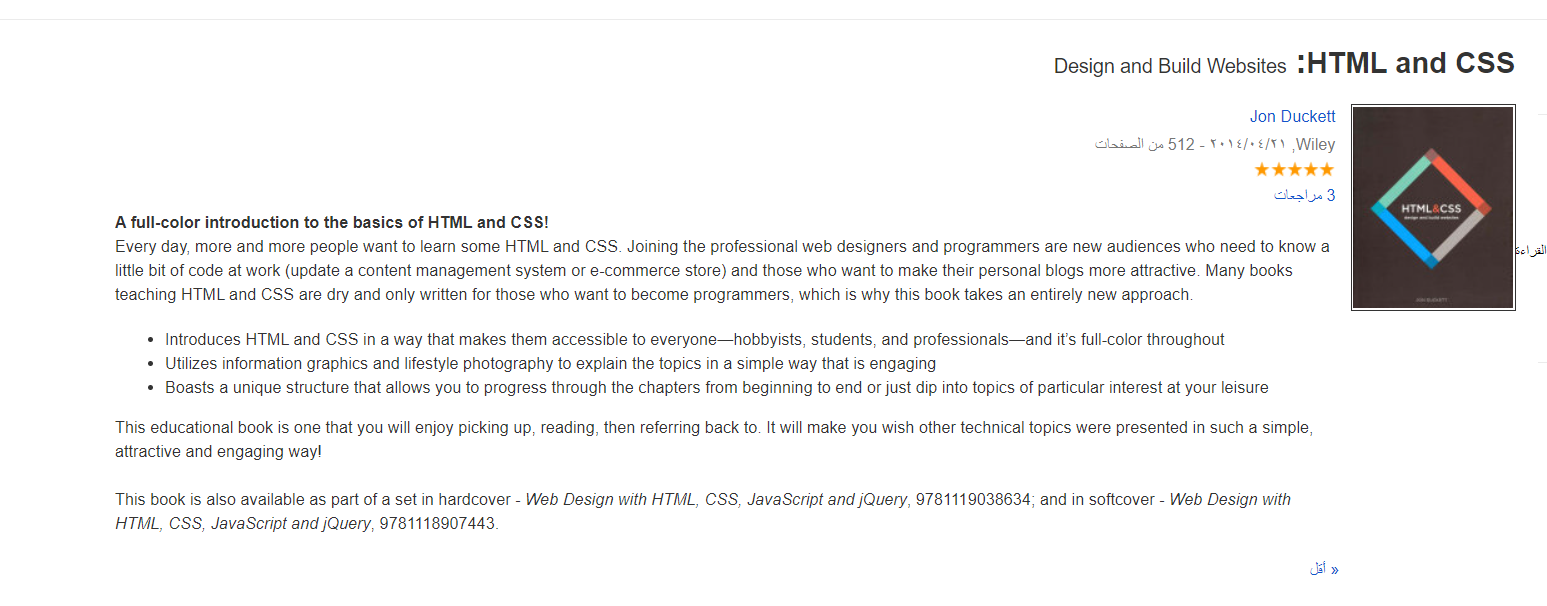 HTML and CSS: Design and Build Websites
Jon Duckett
Wiley, ٢٠١٤/٠٤/٢١ - 512 من الصفحات
3 مراجعات
HTML&CSS
design and build websites
JON DUCKETT
القراءة
A full-color introduction to the basics of HTML and CSS!
Every day, more and more people want to learn some HTML and CSS. Joining the professional web designers and programmers are new audiences who need to know a
little bit of code at work (update a content management system or e-commerce store) and those who want to make their personal blogs more attractive. Many books
teaching HTML and CSS are dry and only written for those who want to become programmers, which is why this book takes an entirely new approach.
• Introduces HTML and CSS in a way that makes them accessible to everyone—hobbyists, students, and professionals—and it’s full-color throughout
• Utilizes information graphics and lifestyle photography to explain the topics in a simple way that is engaging
• Boasts a unique structure that allows you to progress through the chapters from beginning to end or just dip into topics of particular interest at your leisure
This educational book is one that you will enjoy picking up, reading, then referring back to. It will make you wish other technical topics were presented in such a simple,
attractive and engaging way!
This book is also available as part of a set in hardcover - Web Design with HTML, CSS, JavaScript and jQuery, 9781119038634; and in softcover - Web Design with
HTML, CSS, JavaScript and jQuery, 9781118907443.
« أقل